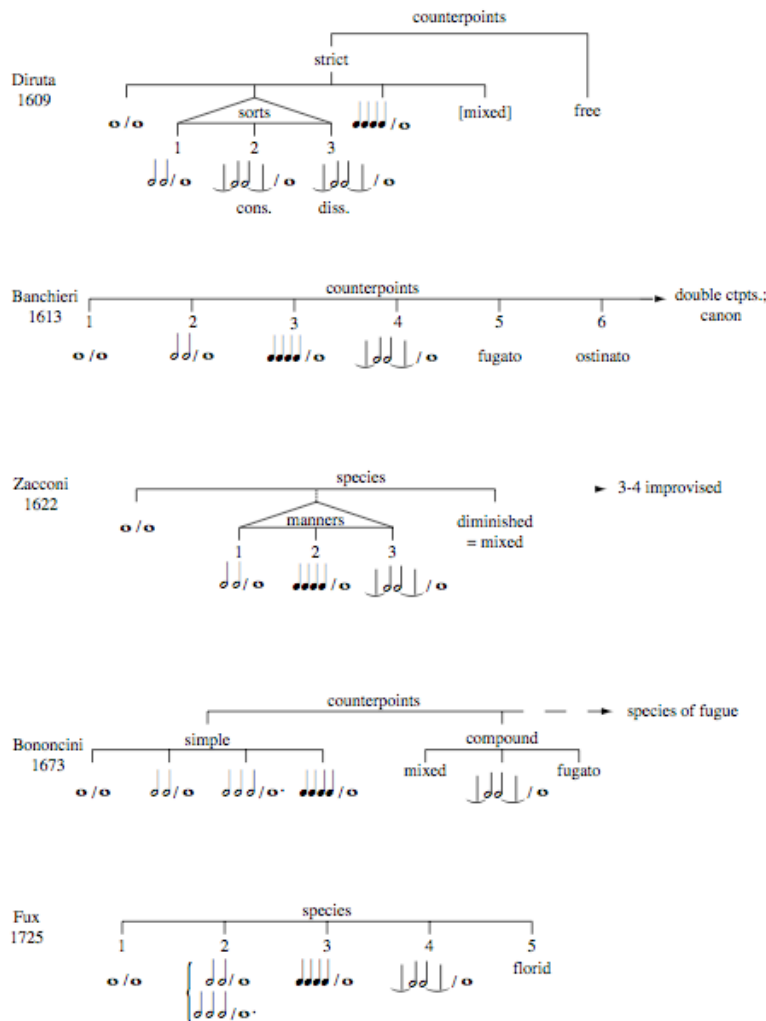 counterpoints
strict
Diruta
1609
𝅝 / 𝅝
sorts
𝅘𝅥𝅘𝅥𝅘𝅥𝅘𝅥 / 𝅝
[mixed]
free
1 2 3
𝅗𝅥𝅗𝅥 / 𝅝
𝅗𝅥𝅗𝅥 / 𝅝
𝅗𝅥𝅗𝅥 / 𝅝
cons. diss.
Banchieri
1613
counterpoints
double ctpts.;
canon
1 2 3 4 5 6
𝅝 / 𝅝
𝅗𝅥𝅗𝅥 / 𝅝
𝅘𝅥𝅘𝅥𝅘𝅥𝅘𝅥 / 𝅝
𝅗𝅥𝅗𝅥 / 𝅝
fugato
ostinato
Zacconi
1622
species
3-4 improvised
𝅝 / 𝅝
manners
diminished
= mixed
1 2 3
𝅗𝅥𝅗𝅥 / 𝅝
𝅘𝅥𝅘𝅥𝅘𝅥𝅘𝅥 / 𝅝
𝅗𝅥𝅗𝅥 / 𝅝
counterpoints
species of fugue
Bononcini
1673
simple
compound
𝅝 / 𝅝
𝅗𝅥𝅗𝅥 / 𝅝
𝅗𝅥𝅗𝅥𝅗𝅥 / 𝅝.
𝅘𝅥𝅘𝅥𝅘𝅥𝅘𝅥 / 𝅝
mixed
𝅗𝅥𝅗𝅥 / 𝅝
fugato
Fux
1725
species
1 2 3 4 5
𝅝 / 𝅝
𝅗𝅥𝅗𝅥 / 𝅝
𝅗𝅥𝅗𝅥𝅗𝅥 / 𝅝.
𝅘𝅥𝅘𝅥𝅘𝅥𝅘𝅥 / 𝅝
𝅗𝅥𝅗𝅥 / 𝅝
florid